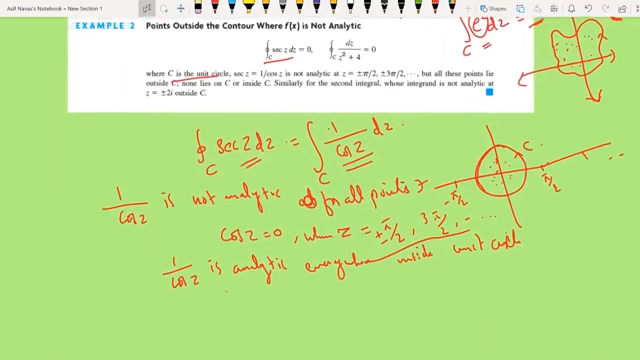 Asif Navas's Notebook » New Section 1
EXAMPLE 2 Points Outside the Contour Where f(x) is Not Analytic
∮_C sec z dz = 0, ∮_C dz/(z² + 4) = 0
where C is the unit circle, sec z = 1/cos z is not analytic at z = ±π/2, ±3π/2, ···, but all these points lie
outside C; none lies on C or inside C. Similarly for the second integral, whose integrand is not analytic at
z = ±2i outside C.
∮_C sec z dz = ∫_C 1/cos z dz.
C
-π/2 π/2 ...
1/cos z is not analytic for all points z
cos z = 0, when z = ±π/2, 3π/2, - ...
1/cos z is analytic everywhere inside unit circle
∫_C dz =
C